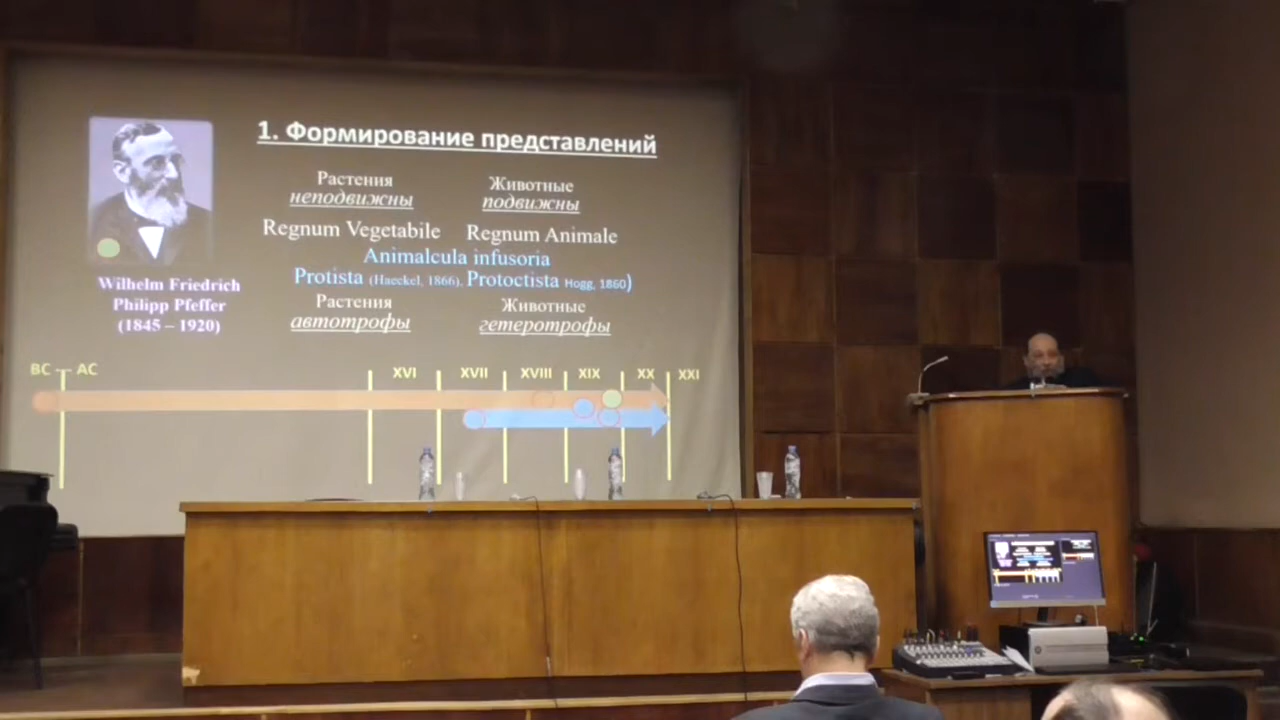 1. Формирование представлений
Растения
неподвижны
Животные
подвижны
Regnum Vegetabile
Regnum Animale
Animalcula infusoria
Protista (Haeckel, 1866), Protoctista Hogg, 1860)
Растения
автотрофы
Животные
гетеротрофы
Wilhelm Friedrich
Philipp Pfeffer
(1845 – 1920)
BC – AC
XVI
XVII
XVIII
XIX
XX
XXI